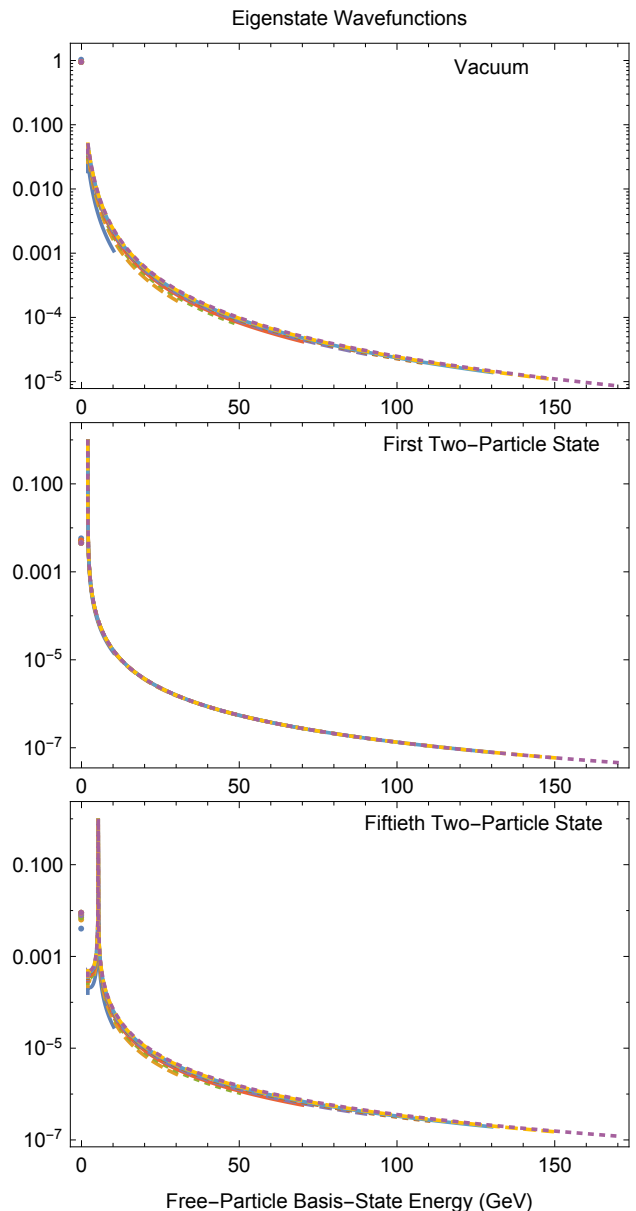 Eigenstate Wavefunctions
Vacuum
1
0.100
0.010
0.001
10⁻⁴
10⁻⁵
0 50 100 150
First Two−Particle State
0.100
0.001
10⁻⁵
10⁻⁷
0 50 100 150
Fiftieth Two−Particle State
0.100
0.001
10⁻⁵
10⁻⁷
0 50 100 150
Free−Particle Basis−State Energy (GeV)